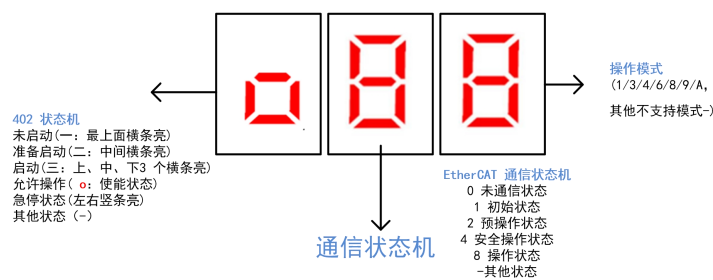 402 状态机
未启动(一: 最上面横条亮)
准备启动(二: 中间横条亮)
启动(三: 上、中、下3 个横条亮)
允许操作( o: 使能状态)
急停状态(左右竖条亮)
其他状态 (-)
o
8
8
通信状态机
EtherCAT 通信状态机
0 未通信状态
1 初始状态
2 预操作状态
4 安全操作状态
8 操作状态
-其他状态
操作模式
(1/3/4/6/8/9/A,
其他不支持模式-)